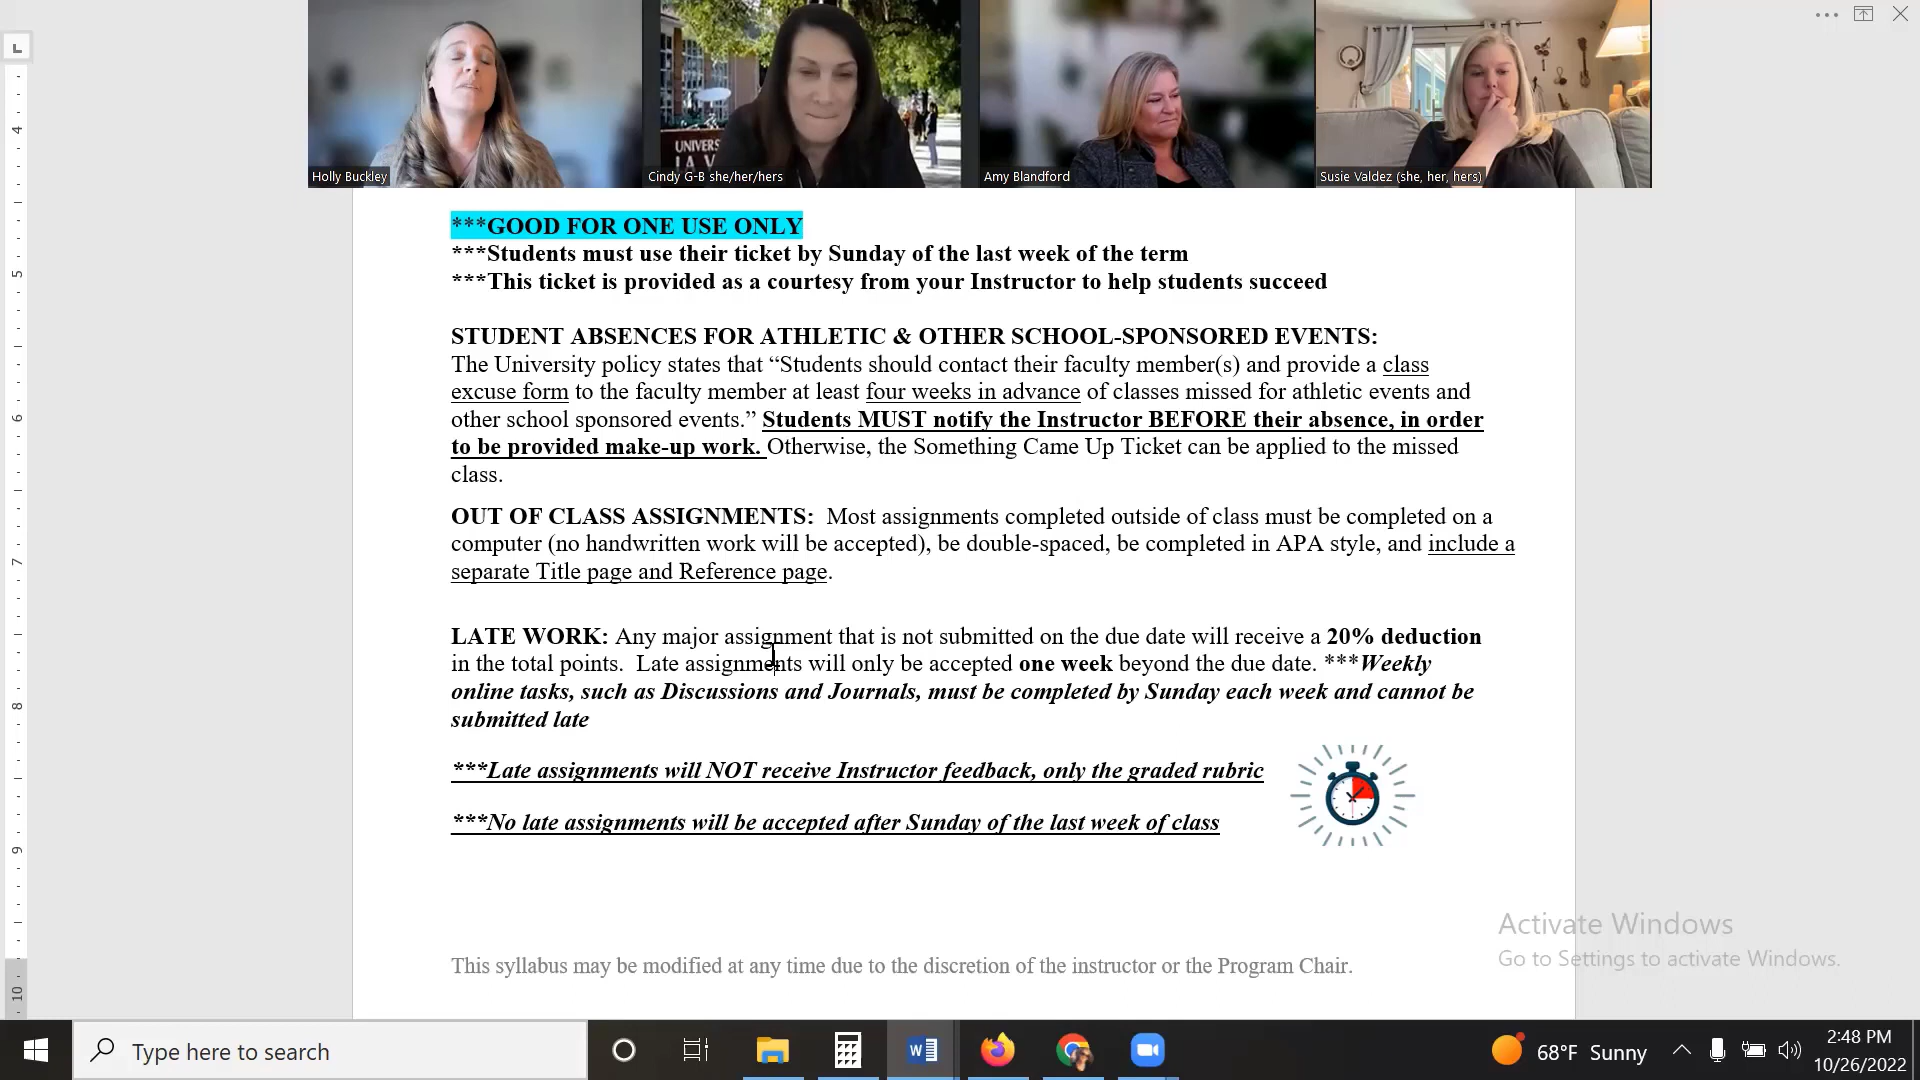 Holly Buckley
UNIVERS
LA V
Cindy G-B she/her/hers
Amy Blandford
Susie Valdez (she, her, hers)
***GOOD FOR ONE USE ONLY
***Students must use their ticket by Sunday of the last week of the term
***This ticket is provided as a courtesy from your Instructor to help students succeed
STUDENT ABSENCES FOR ATHLETIC & OTHER SCHOOL-SPONSORED EVENTS:
The University policy states that “Students should contact their faculty member(s) and provide a class
excuse form to the faculty member at least four weeks in advance of classes missed for athletic events and
other school sponsored events.” Students MUST notify the Instructor BEFORE their absence, in order
to be provided make-up work. Otherwise, the Something Came Up Ticket can be applied to the missed
class.
OUT OF CLASS ASSIGNMENTS:  Most assignments completed outside of class must be completed on a
computer (no handwritten work will be accepted), be double-spaced, be completed in APA style, and include a
separate Title page and Reference page.
LATE WORK: Any major assignment that is not submitted on the due date will receive a 20% deduction
in the total points.  Late assignments will only be accepted one week beyond the due date. ***Weekly
online tasks, such as Discussions and Journals, must be completed by Sunday each week and cannot be
submitted late
***Late assignments will NOT receive Instructor feedback, only the graded rubric
***No late assignments will be accepted after Sunday of the last week of class
This syllabus may be modified at any time due to the discretion of the instructor or the Program Chair.
Activate Windows
Go to Settings to activate Windows.
4
5
6
7
8
9
10
Type here to search
W
68°F Sunny
2:48 PM
10/26/2022